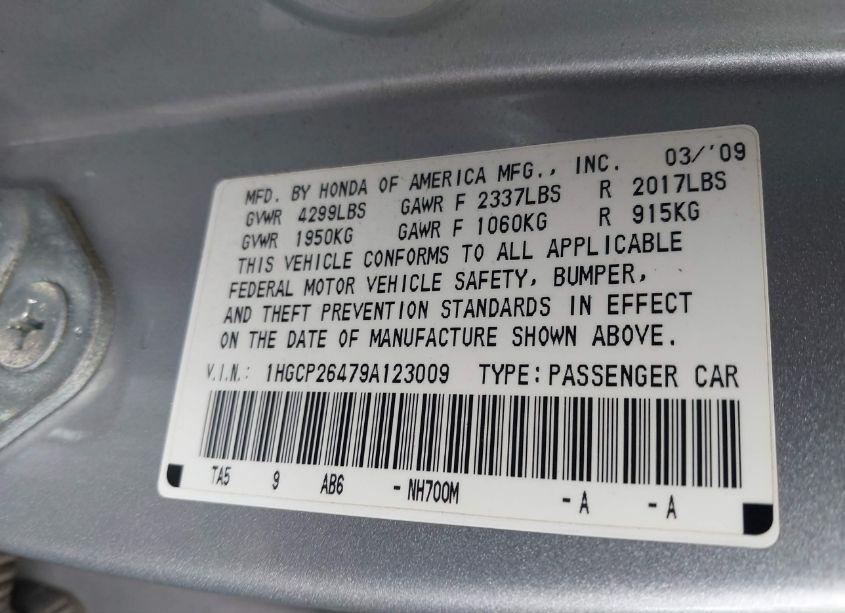 MFD. BY HONDA OF AMERICA MFG., INC. 03/'09
GVWR 4299LBS GAWR F 2337LBS R 2017LBS
GVWR 1950KG GAWR F 1060KG R 915KG
THIS VEHICLE CONFORMS TO ALL APPLICABLE
FEDERAL MOTOR VEHICLE SAFETY, BUMPER,
AND THEFT PREVENTION STANDARDS IN EFFECT
ON THE DATE OF MANUFACTURE SHOWN ABOVE.
V.I.N.: 1HGCP26479A123009 TYPE: PASSENGER CAR
TA5 9 AB6 - NH700M - A - A